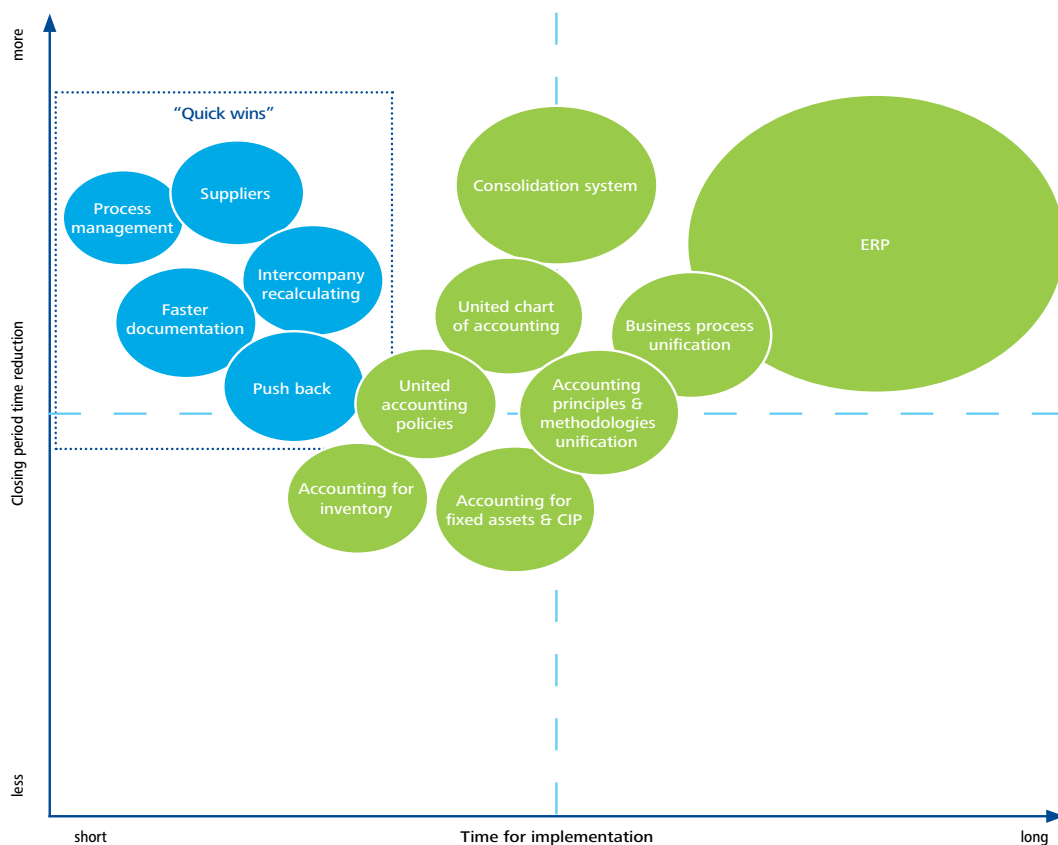 more
"Quick wins"
Suppliers
Process
management
Consolidation system
ERP
Intercompany
recalculating
Faster
documentation
United chart
of accounting
Business process
unification
Push back
United
accounting
policies
Accounting
principles &
methodologies
unification
Accounting for
inventory
Accounting for
fixed assets & CIP
Closing period time reduction
less
short
Time for implementation
long